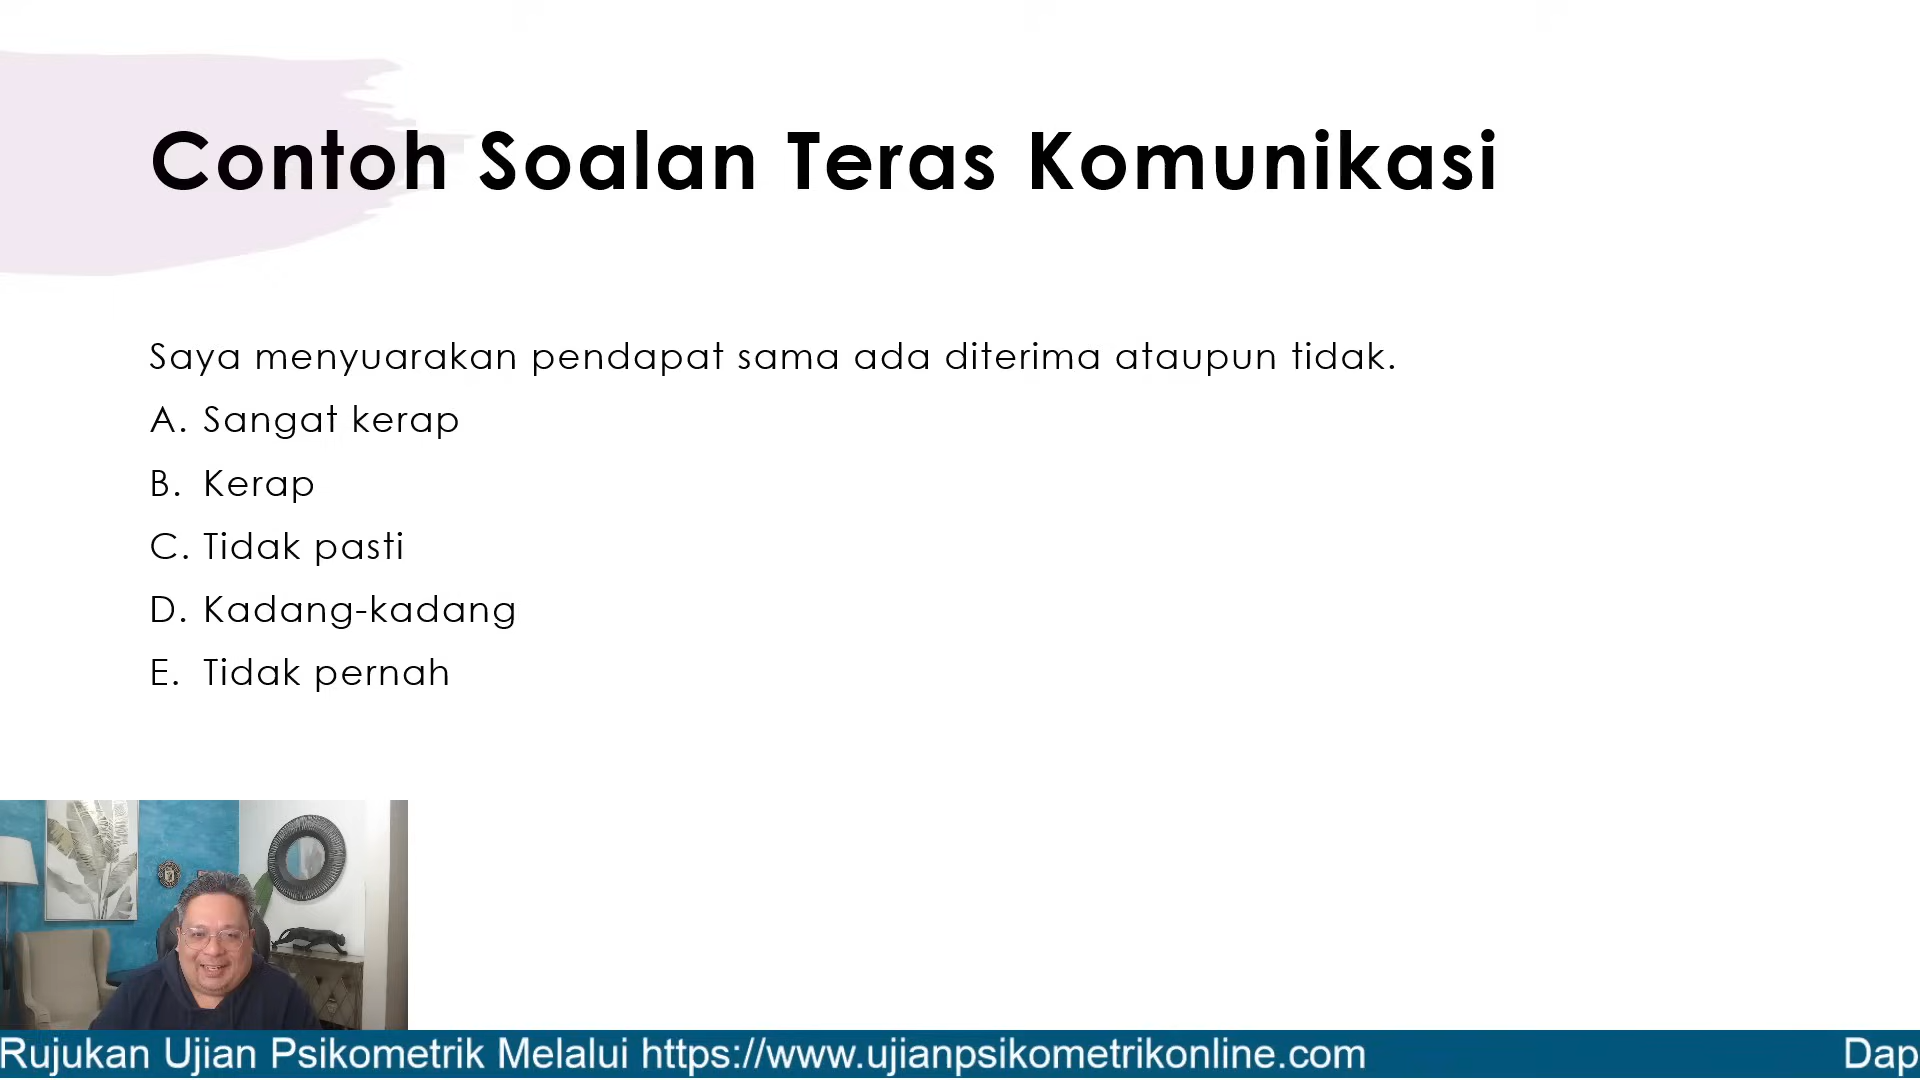 Contoh Soalan Teras Komunikasi
Saya menyuarakan pendapat sama ada diterima ataupun tidak.
A. Sangat kerap
B. Kerap
C. Tidak pasti
D. Kadang-kadang
E. Tidak pernah
Rujukan Ujian Psikometrik Melalui https://www.ujianpsikometrikonline.com
Dap